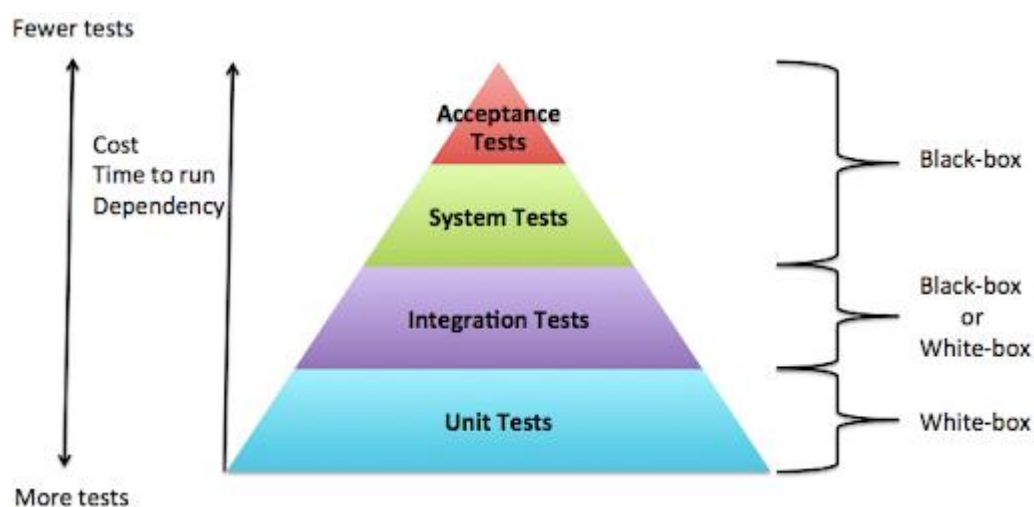 Fewer tests
Cost
Time to run
Dependency
More tests
Acceptance
Tests
System Tests
Integration Tests
Unit Tests
Black-box
Black-box
or
White-box
White-box